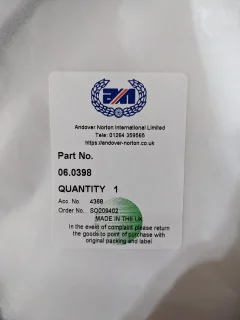 an
Andover Norton International Limited
Tele: 01264 359565
https://andover-norton.co.uk
Part No.
06.0398
QUANTITY 1
Acc. No. 4368
Order No. SO209402
MADE IN THE UK
In the event of complaint please return
the goods to point of purchase with
original packing and label